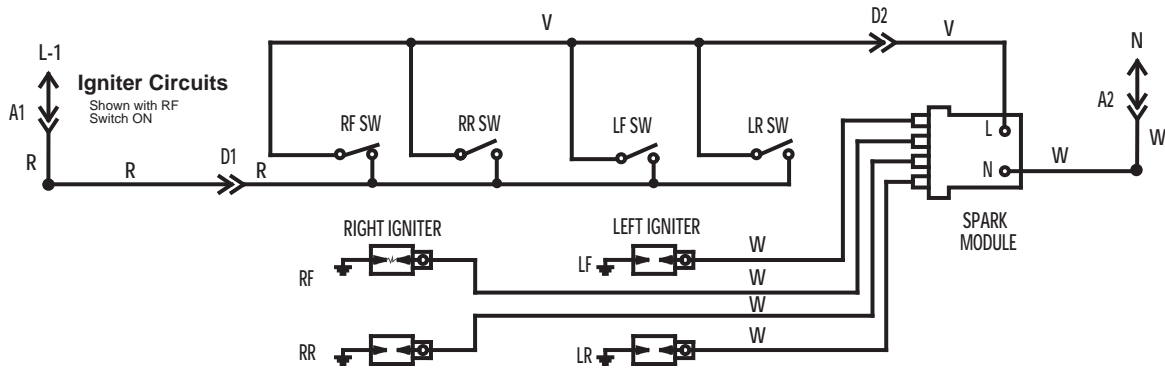 V
D2
V
L-1
N
Igniter Circuits
Shown with RF
Switch ON
A1
A2
RF SW
RR SW
LF SW
LR SW
L
R
R
D1
R
N
W
W
SPARK
MODULE
RIGHT IGNITER
LEFT IGNITER
RF
LF
W
W
W
RR
LR
W